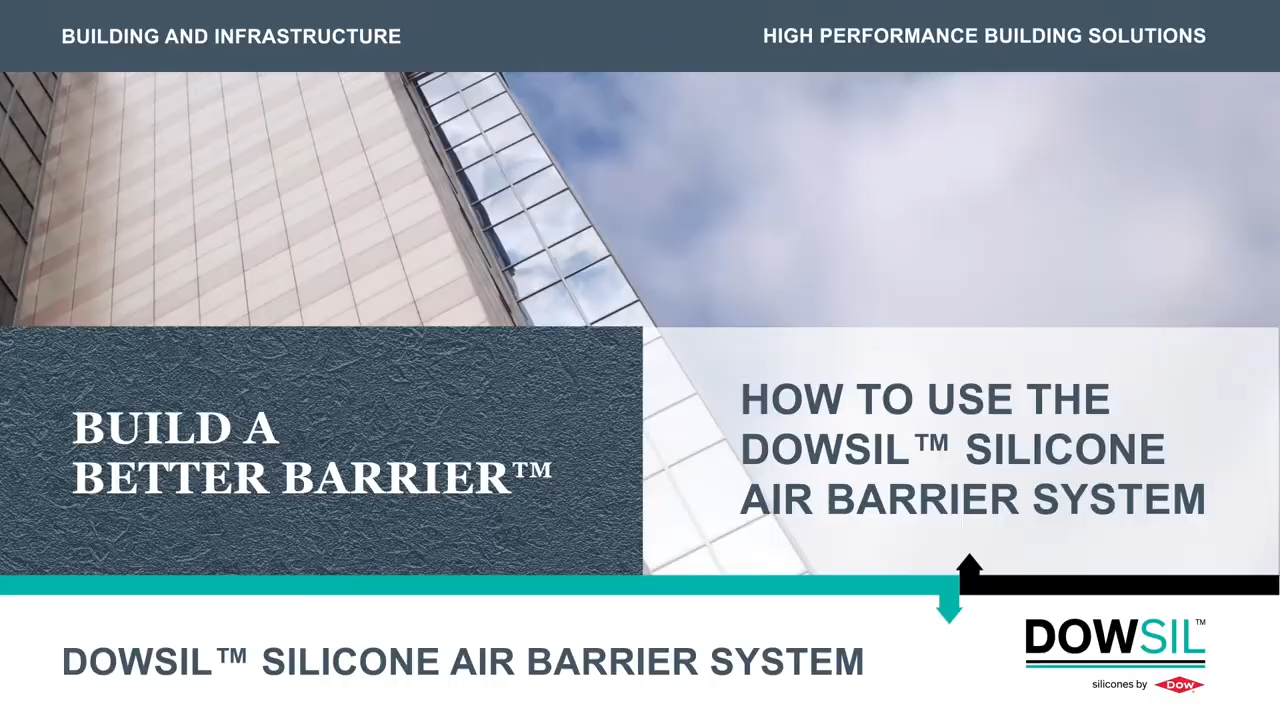 BUILDING AND INFRASTRUCTURE
HIGH PERFORMANCE BUILDING SOLUTIONS
BUILD A
BETTER BARRIER™
HOW TO USE THE
DOWSIL™ SILICONE
AIR BARRIER SYSTEM
DOWSIL™ SILICONE AIR BARRIER SYSTEM
DOWSIL™
silicones by Dow